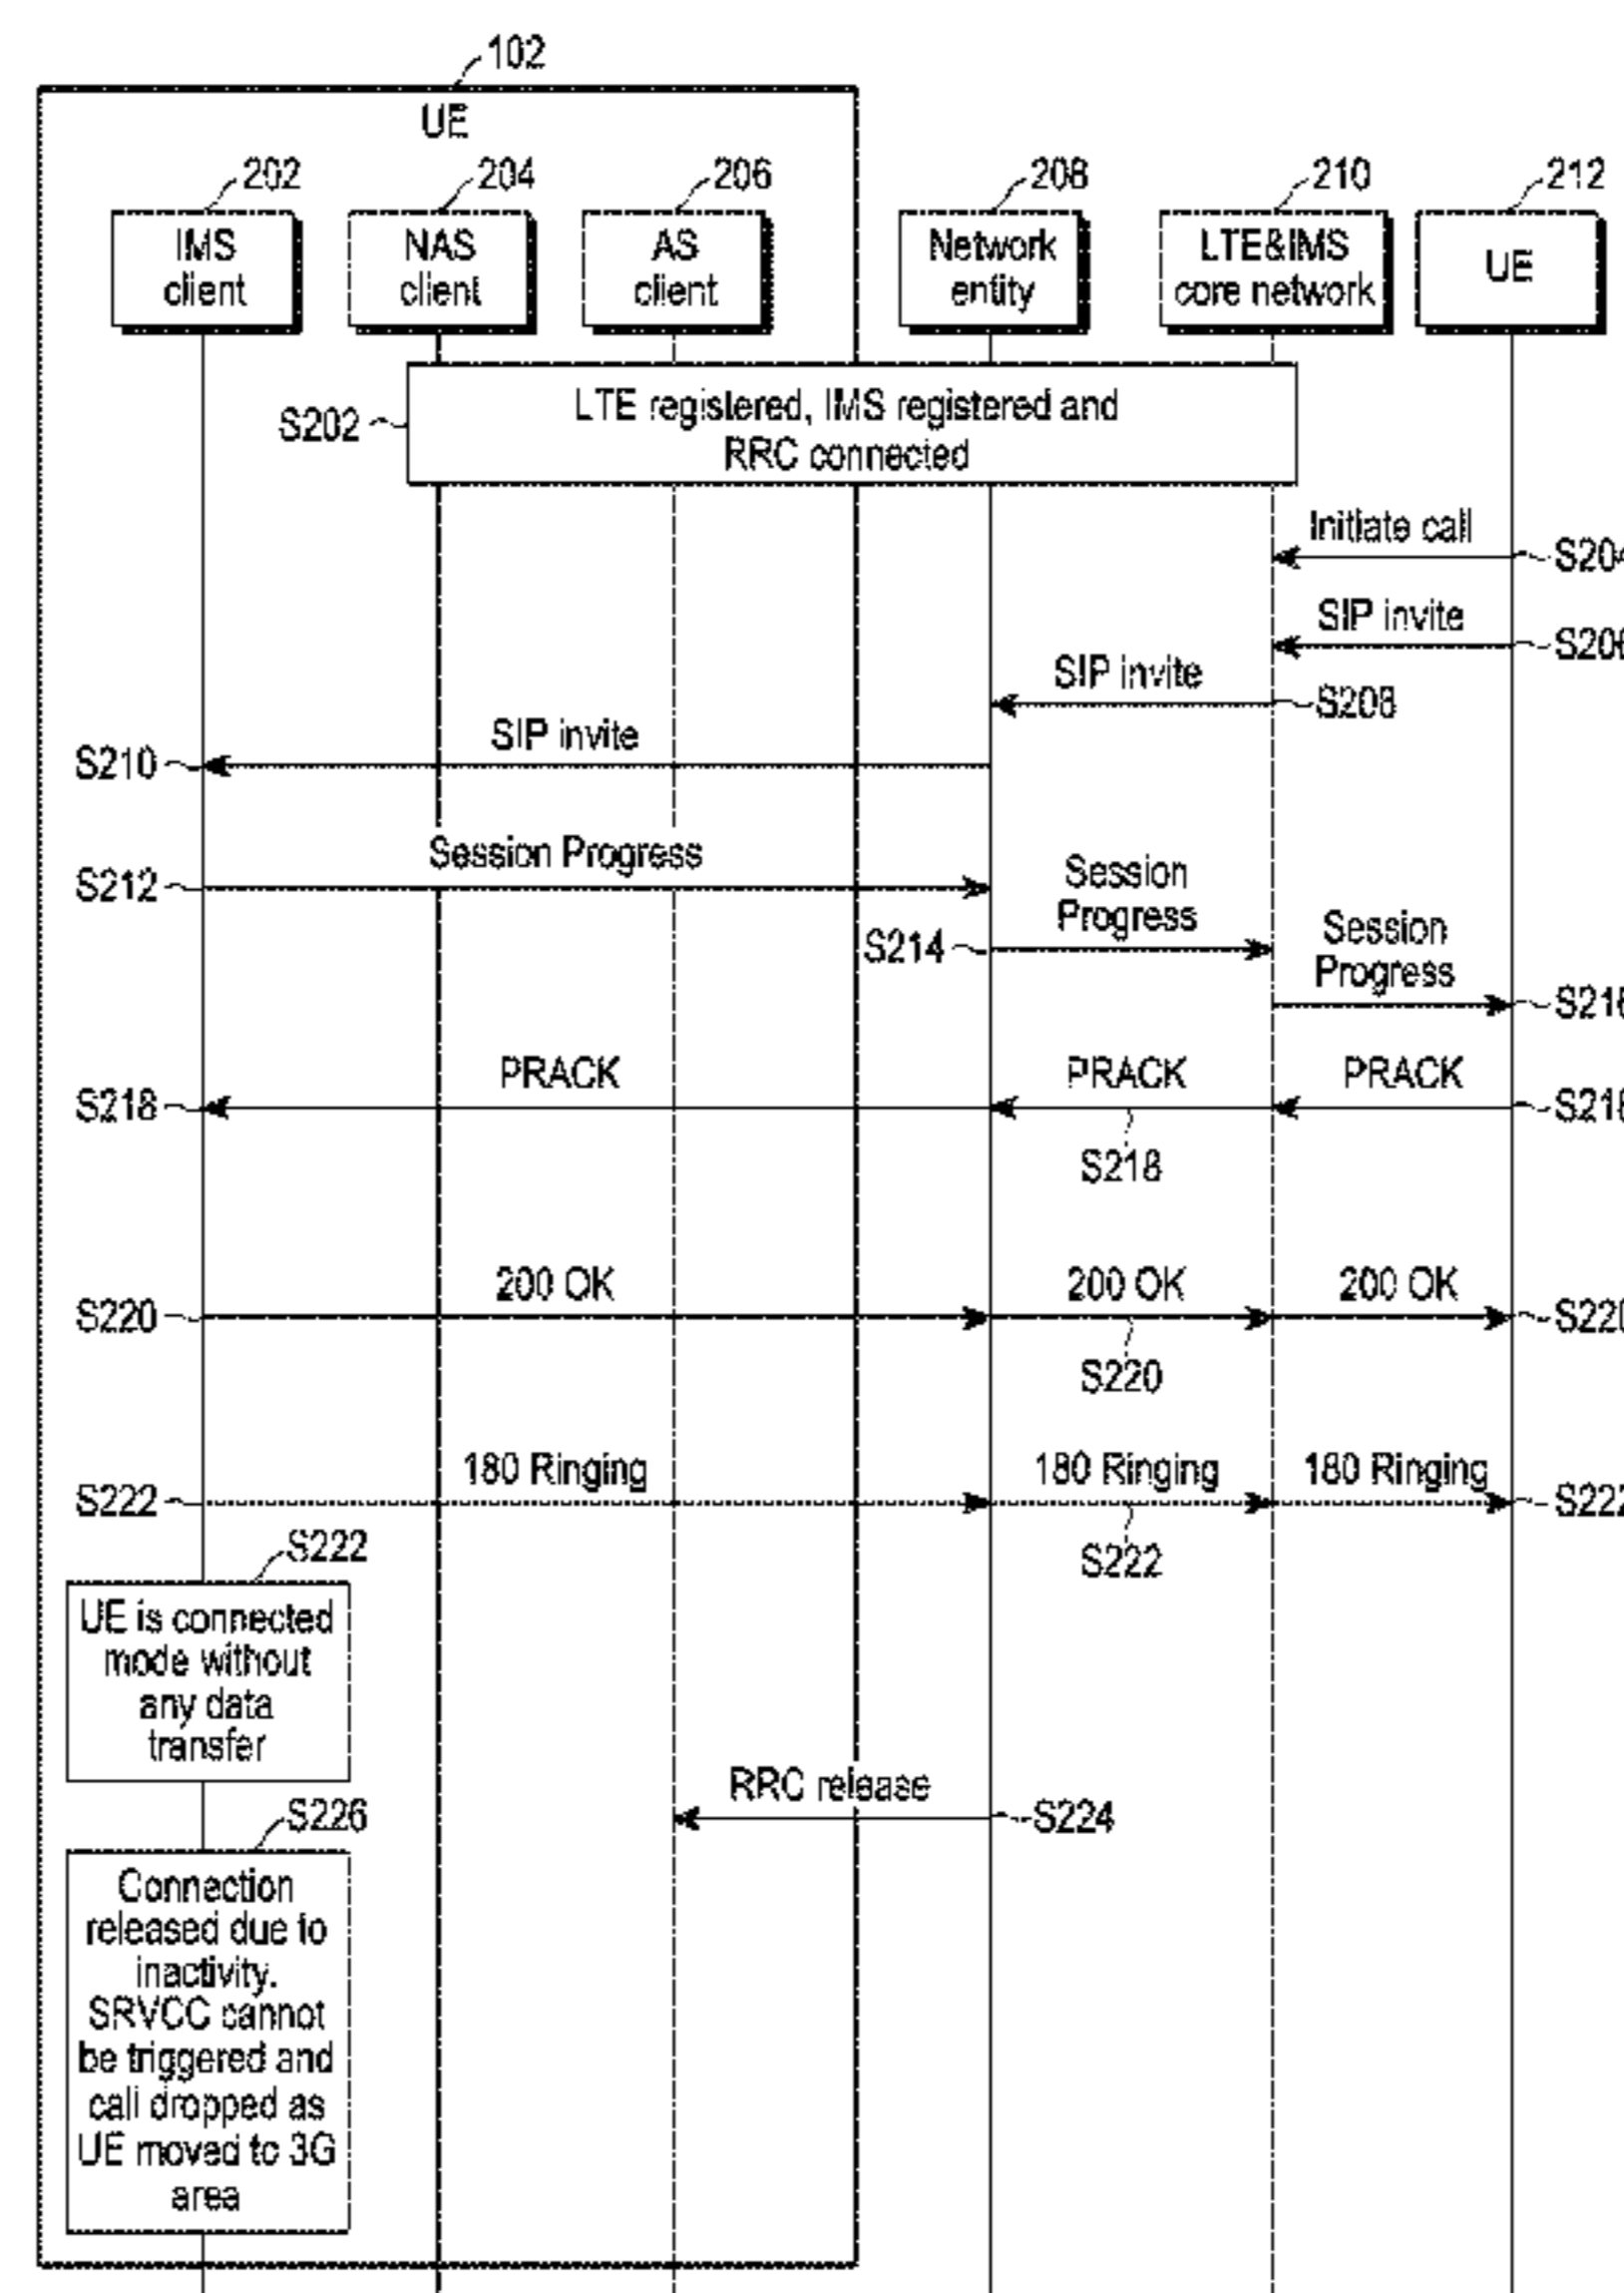 102
UE
202
204
206
208
210
212
IMS
client
NAS
client
AS
client
Network
entity
LTE&IMS
core network
UE
S202
LTE registered, IMS registered and
RRC connected
Initiate call
S204
SIP invite
SIP invite
S208
SIP invite
S210
Session Progress
S212
Session
Progress
S214
Session
Progress
PRACK
PRACK
PRACK
S218
S218
200 OK
200 OK
200 OK
S220
S220
S220
180 Ringing
180 Ringing
180 Ringing
S222
S222
S222
S222
UE is connected
mode without
any data
transfer
RRC release
S224
S226
Connection
released due to
inactivity.
SRVCC cannot
be triggered and
call dropped as
UE moved to 3G
area